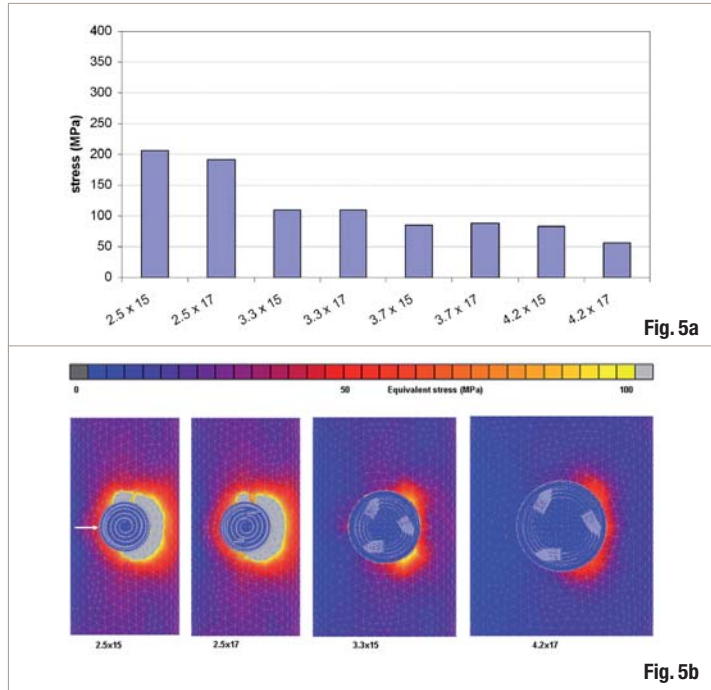 400
350
300
250
200
150
100
50
0
stress (MPa)
2.5 x 15
2.5 x 17
3.3 x 15
3.3 x 17
3.7 x 15
3.7 x 17
4.2 x 15
4.2 x 17
Fig. 5a
0 50 Equivalent stress (MPa) 100
2.5x15 2.5x17 3.3x15 4.2x17
Fig. 5b